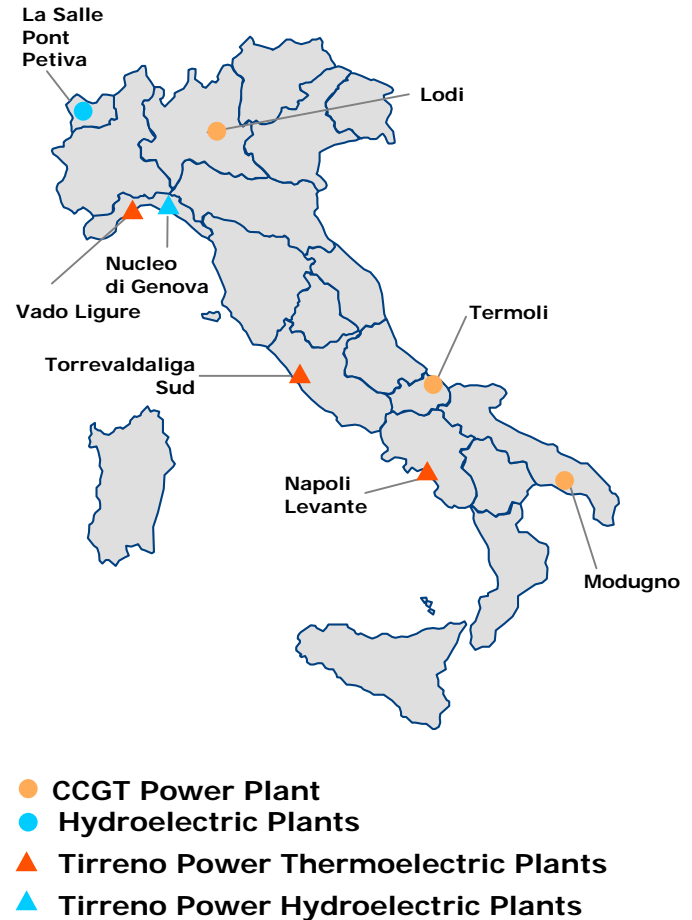 La Salle
Pont
Petiva
Lodi
Nucleo
di Genova
Vado Ligure
Termoli
Torrevaldaliga
Sud
Napoli
Levante
Modugno
CCGT Power Plant
Hydroelectric Plants
Tirreno Power Thermoelectric Plants
Tirreno Power Hydroelectric Plants